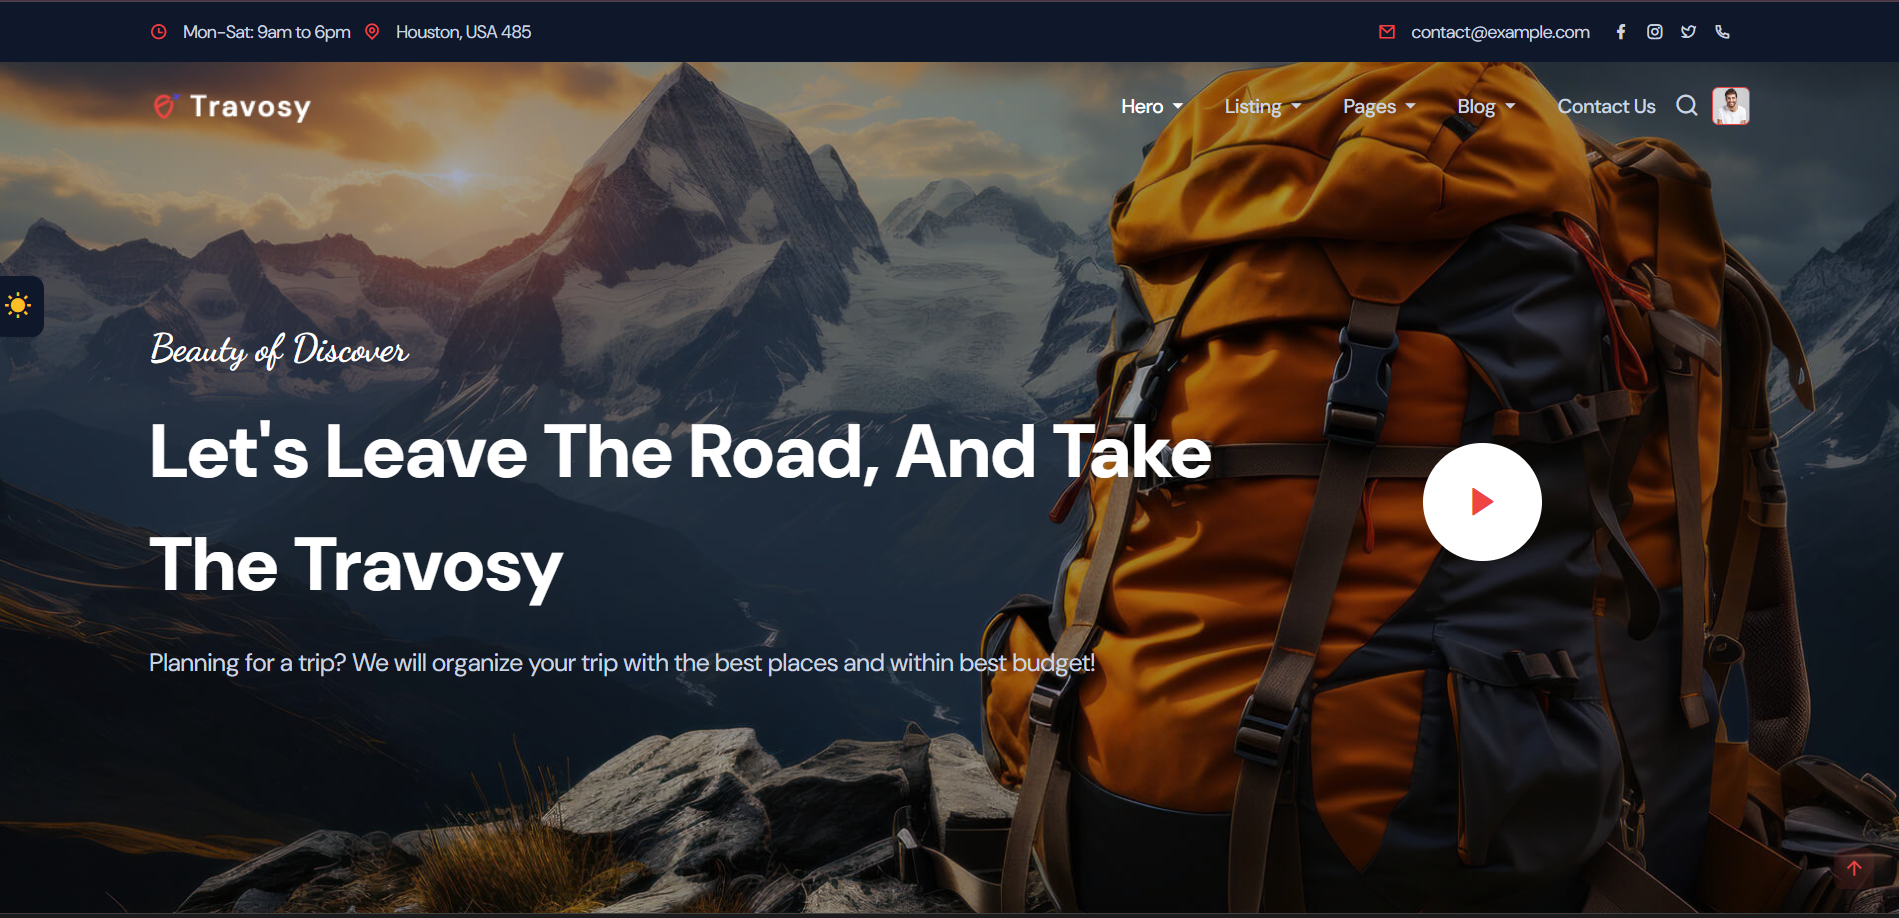 Mon-Sat: 9am to 6pm
Houston, USA 485
contact@example.com
Travosy
Hero
Listing
Pages
Blog
Contact Us
Beauty of Discover
Let's Leave The Road, And Take
The Travosy
Planning for a trip? We will organize your trip with the best places and within best budget!